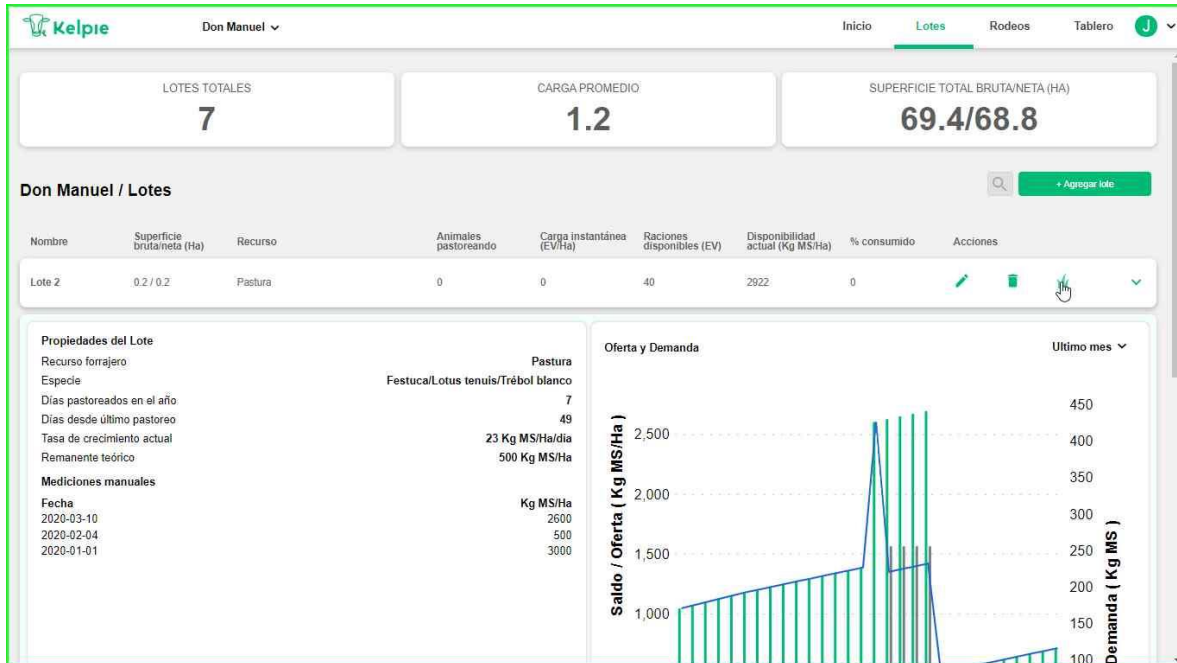 Kelpie
Don Manuel
Inicio
Lotes
Rodeos
Tablero
J
LOTES TOTALES
7
CARGA PROMEDIO
1.2
SUPERFICIE TOTAL BRUTA/NETA (HA)
69.4/68.8
Don Manuel / Lotes
+ Agregar lote
Nombre
Superficie
bruta/neta (Ha)
Recurso
Animales
pastoreando
Carga instantánea
(EV/Ha)
Raciones
disponibles (EV)
Disponibilidad
actual (Kg MS/Ha)
% consumido
Acciones
Lote 2
0.2 / 0.2
Pastura
0
0
40
2922
0
Propiedades del Lote
Recurso forrajero Pastura
Especie Festuca/Lotus tenuis/Trébol blanco
Días pastoreados en el año 7
Días desde último pastoreo 49
Tasa de crecimiento actual 23 Kg MS/Ha/día
Remanente teórico 500 Kg MS/Ha
Mediciones manuales
Fecha Kg MS/Ha
2020-03-10 2600
2020-02-04 500
2020-01-01 3000
Oferta y Demanda
Ultimo mes
Saldo / Oferta ( Kg MS/Ha )
2,500
2,000
1,500
1,000
450
400
350
300
250
200
150
100
Demanda ( Kg MS )